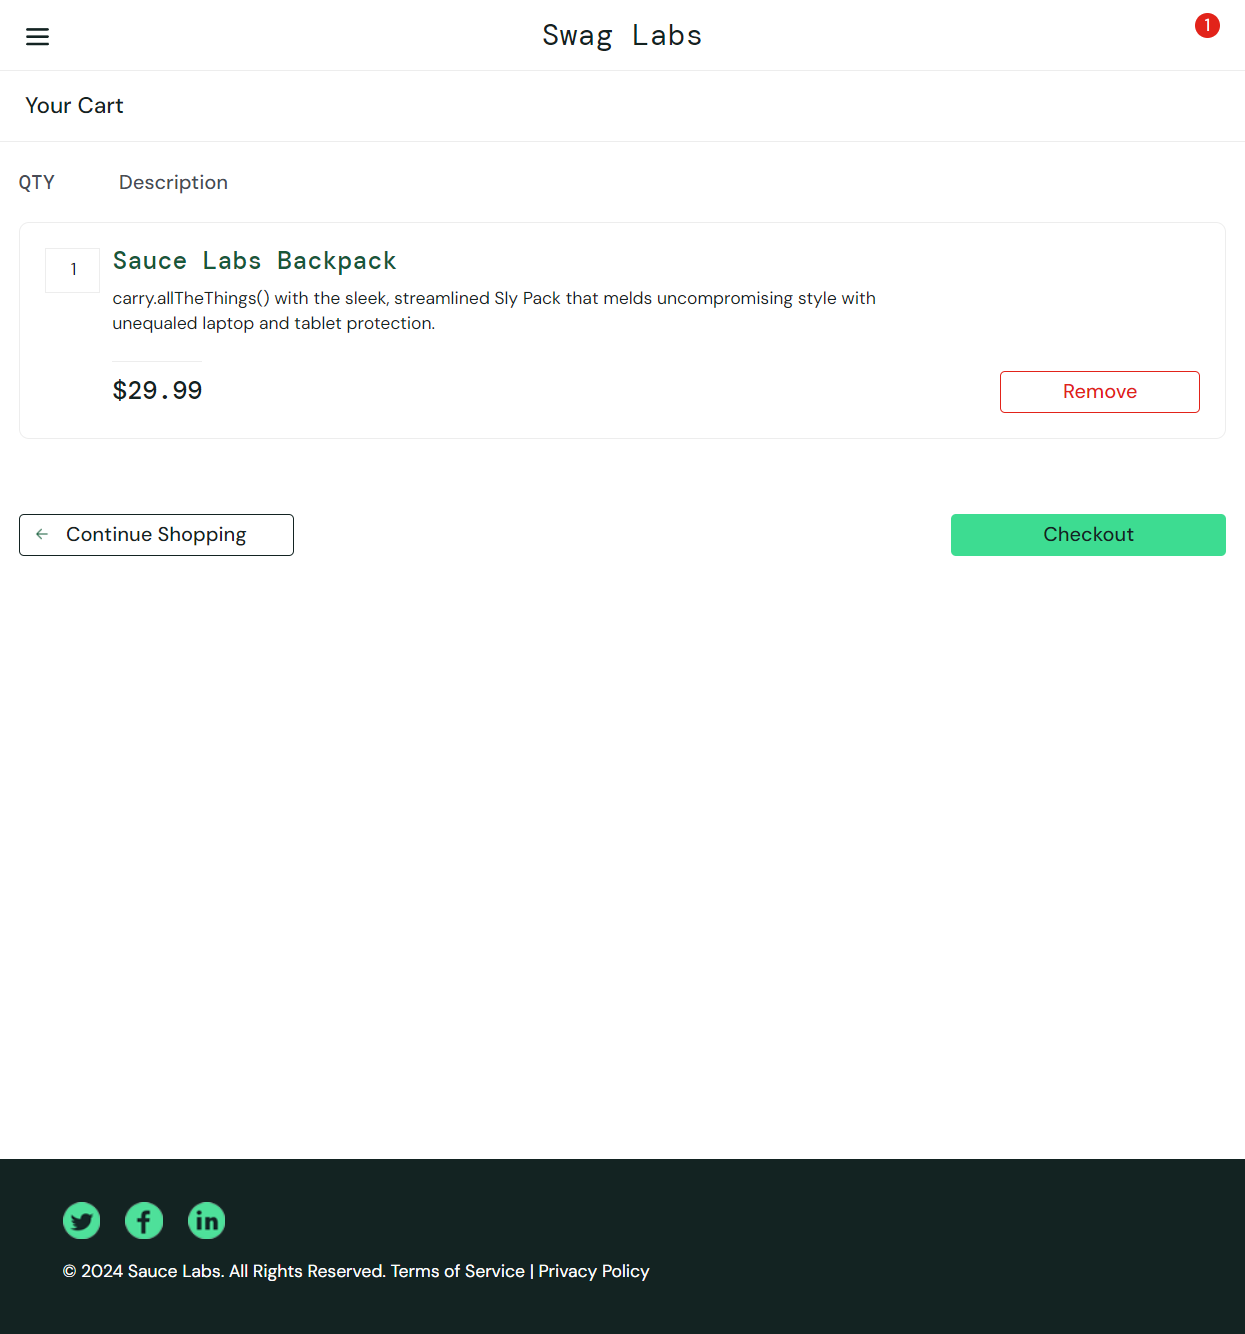 Swag Labs
1
Your Cart
QTY Description
1
Sauce Labs Backpack
carry.allTheThings() with the sleek, streamlined Sly Pack that melds uncompromising style with
unequaled laptop and tablet protection.
$29.99
Remove
Continue Shopping
Checkout
© 2024 Sauce Labs. All Rights Reserved. Terms of Service | Privacy Policy